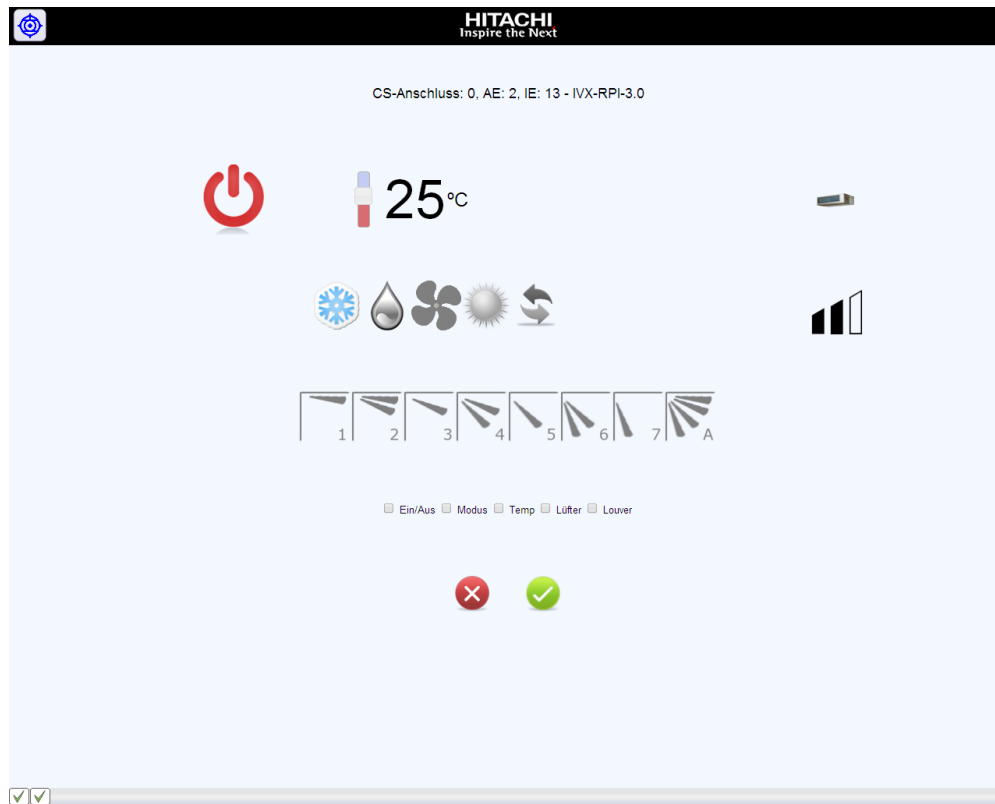 HITACHI
Inspire the Next
CS-Anschluss: 0, AE: 2, IE: 13 - IVX-RPI-3.0
25°C
1 2 3 4 5 6 7 A
Ein/Aus Modus Temp Lüfter Louver